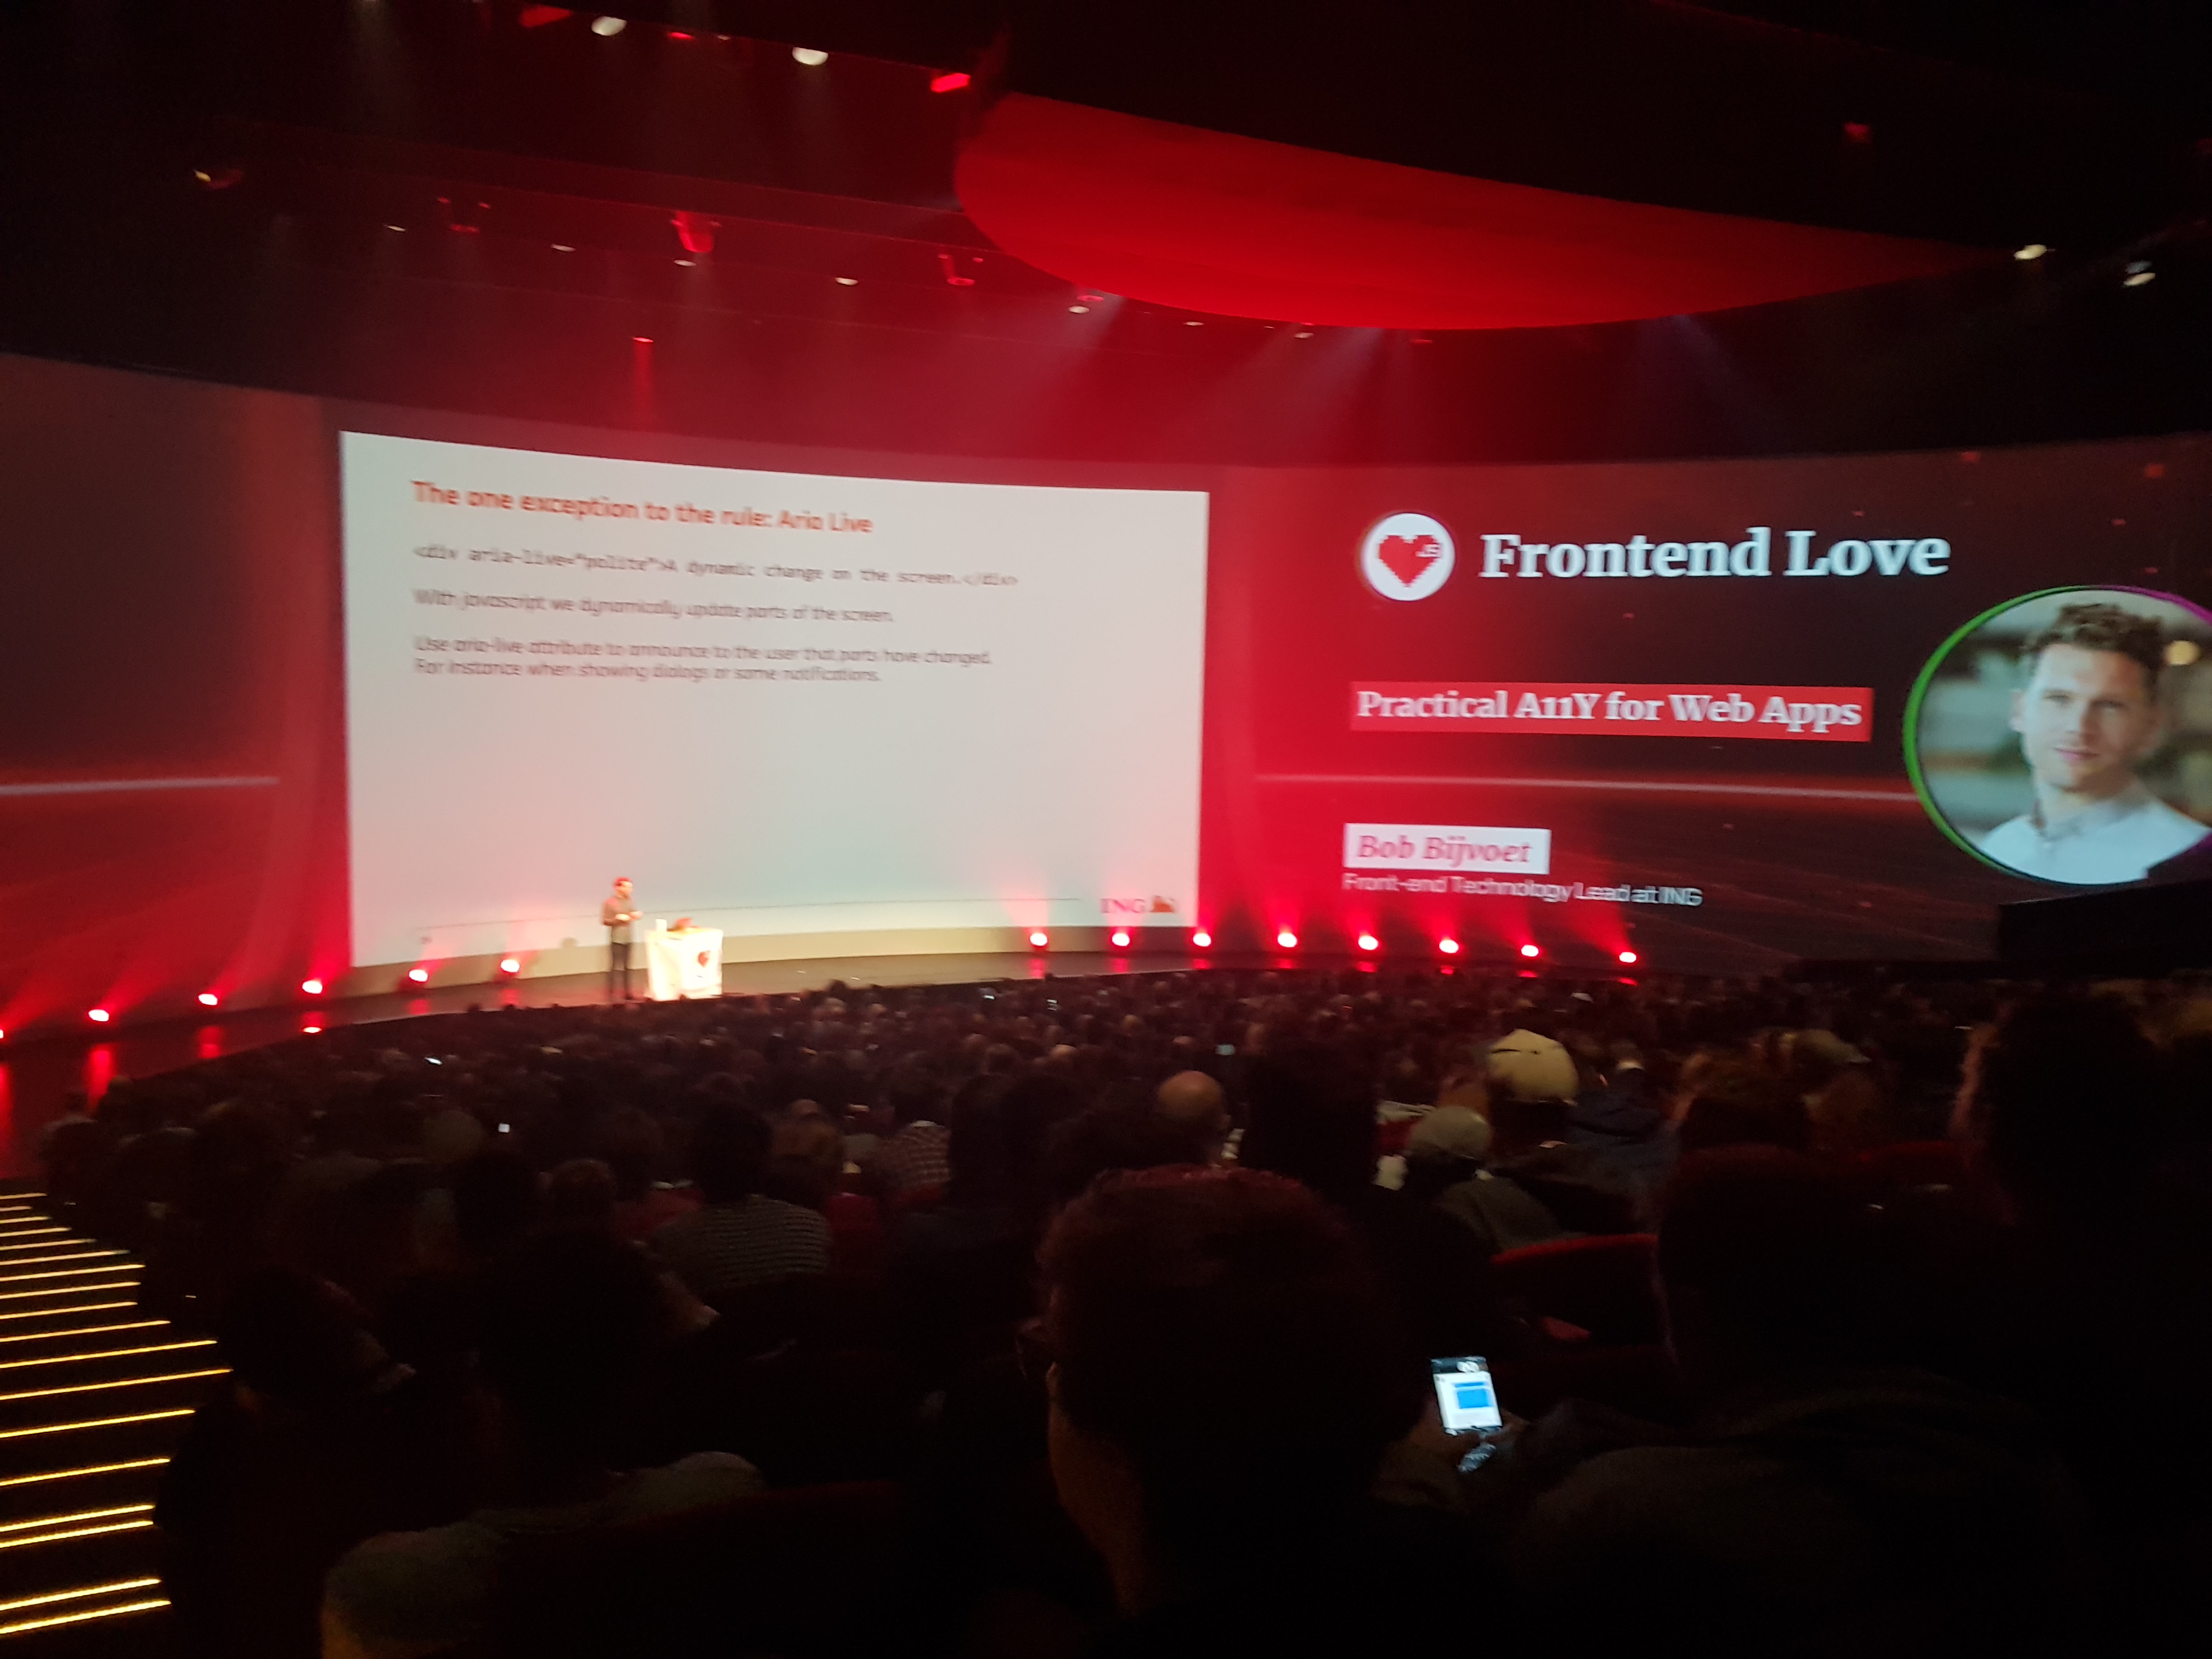 The one exception to the rule: Aria Live
<div aria-live="polite">A dynamic change on the screen.</div>
With javascript we dynamically update parts of the screen.
Use aria-live attribute to announce to the user that parts have changed.
For instance when showing dialogs or some notifications.
ING
JS
Frontend Love
Practical A11Y for Web Apps
Bob Bijvoet
Front-end Technology Lead at ING